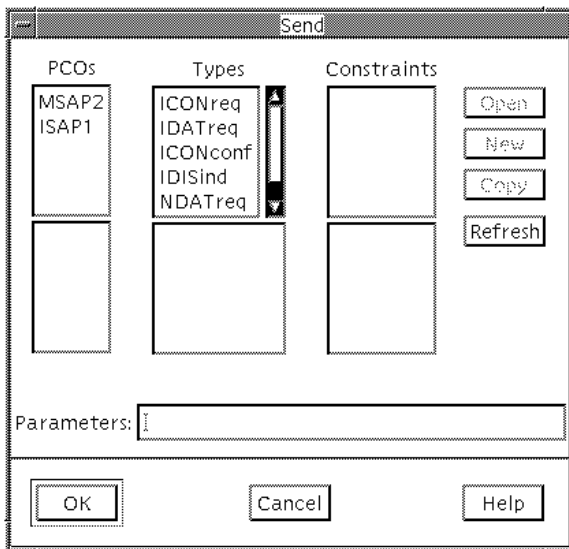 Send
PCOs Types Constraints
MSAP2
ISAP1
ICONreq
IDATreq
ICONconf
IDISind
NDATreq
Open
New
Copy
Refresh
Parameters:
OK Cancel Help